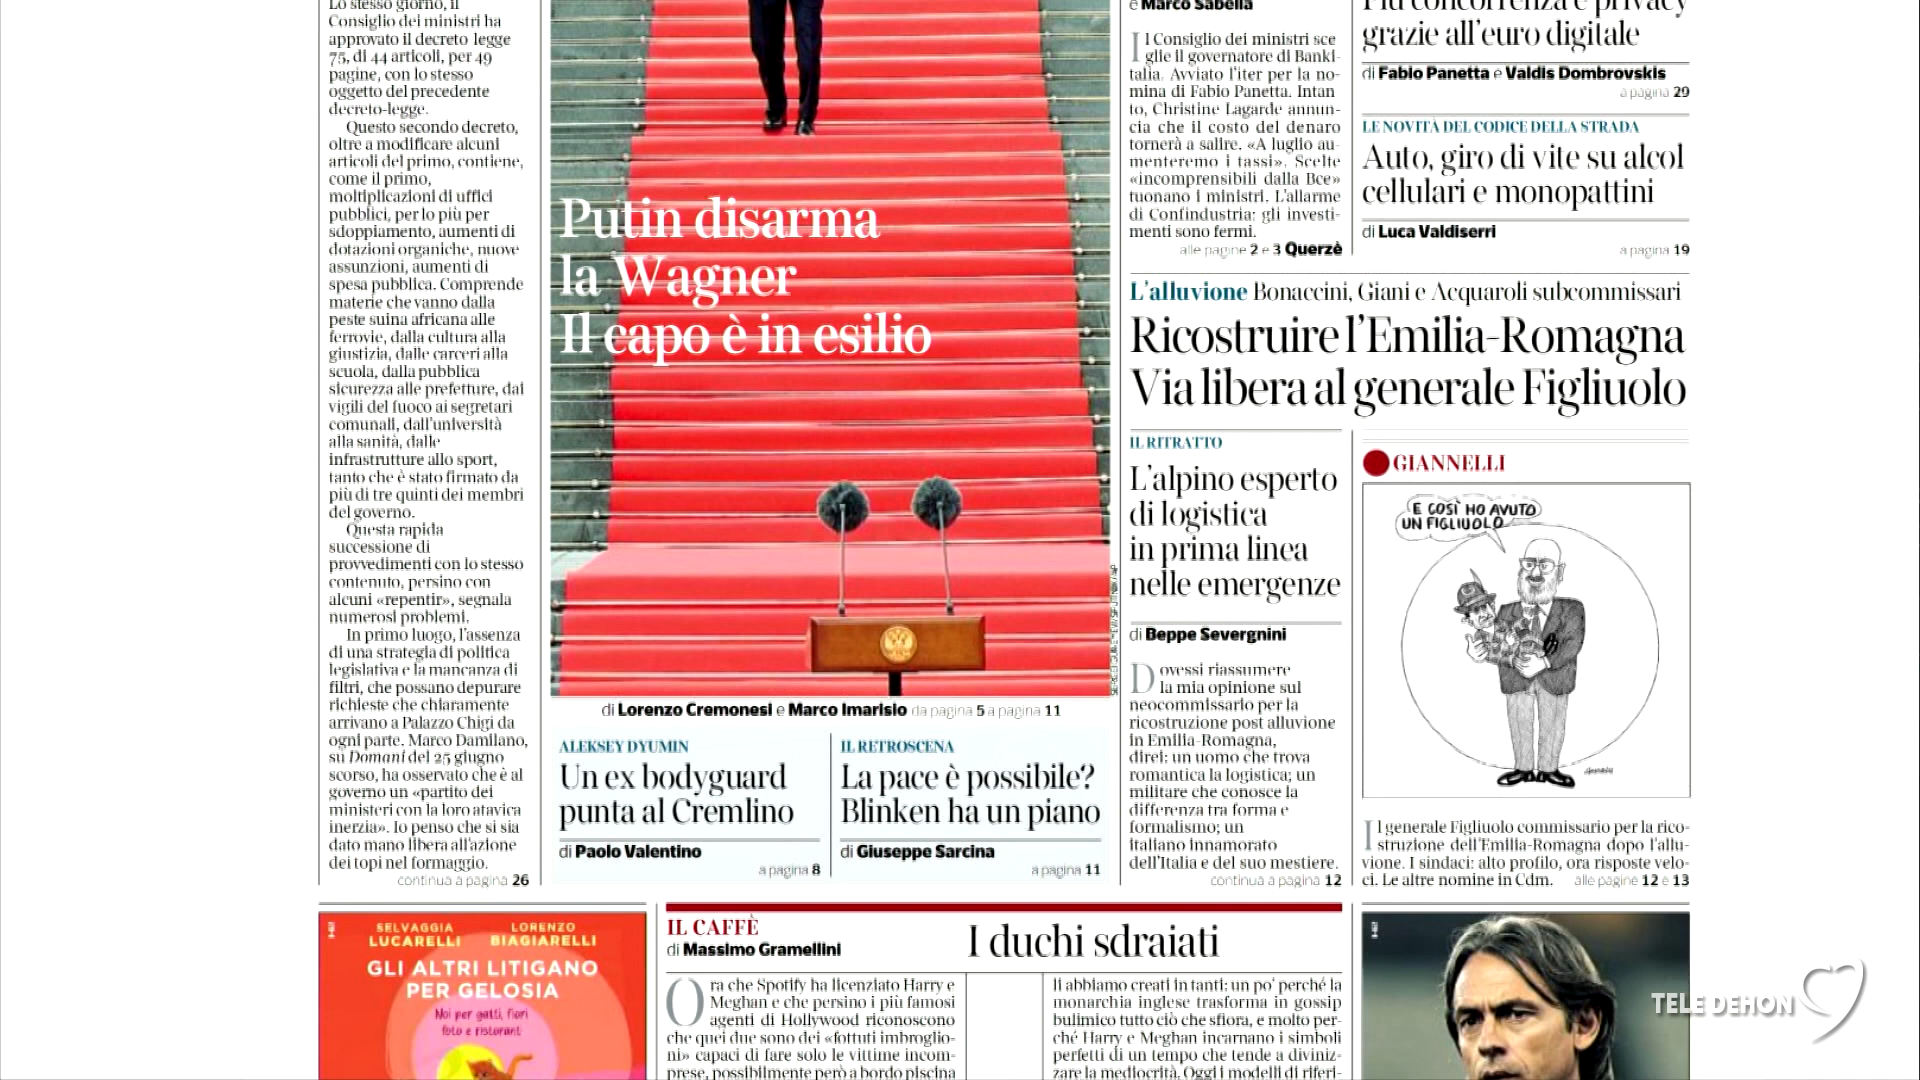 Lo stesso giorno, il
Consiglio dei ministri ha
approvato il decreto-legge
75, di 44 articoli, per 49
pagine, con lo stesso
oggetto del precedente
decreto-legge.
Questo secondo decreto,
oltre a modificare alcuni
articoli del primo, contiene,
come il primo,
moltiplicazioni di uffici
pubblici, per lo più per
sdoppiamento, aumenti di
dotazioni organiche, nuove
assunzioni, aumenti di
spesa pubblica. Comprende
materie che vanno dalla
peste suina africana alle
ferrovie, dalla cultura alla
giustizia, dalle carceri alla
scuola, dalla pubblica
sicurezza alle prefetture, dai
vigili del fuoco ai segretari
comunali, dall'università
alla sanità, dalle
infrastrutture allo sport,
tanto che è stato firmato da
più di tre quinti dei membri
del governo.
Questa rapida
successione di
provvedimenti con lo stesso
contenuto, persino con
alcuni «repentir», segnala
numerosi problemi.
In primo luogo, l'assenza
di una strategia di politica
legislativa e la mancanza di
filtri, che possano depurare
richieste che chiaramente
arrivano a Palazzo Chigi da
ogni parte. Marco Damilano,
su Domani del 25 giugno
scorso, ha osservato che è al
governo un «partito dei
ministeri con la loro atavica
inerzia». Io penso che si sia
dato mano libera all'azione
dei topi nel formaggio.
continua a pagina 26
Putin disarma
la Wagner
Il capo è in esilio
di Lorenzo Cremonesi e Marco Imarisio da pagina 5 a pagina 11
ALEKSEY DYUMIN
Un ex bodyguard
punta al Cremlino
di Paolo Valentino
a pagina 8
IL RETROSCENA
La pace è possibile?
Blinken ha un piano
di Giuseppe Sarcina
a pagina 11
e Marco Sabella
Il Consiglio dei ministri sce
glie il governatore di Banki-
talia. Avviato l'iter per la no-
mina di Fabio Panetta. Intan
to, Christine Lagarde annun-
cia che il costo del denaro
tornerà a salire. «A luglio au-
menteremo i tassi». Scelte
«incomprensibili dalla Bce»
tuonano i ministri. L'allarme
di Confindustria: gli investi-
menti sono fermi.
alle pagine 2 e 3 Querzè
Più concorrenza e privacy
grazie all'euro digitale
di Fabio Panetta e Valdis Dombrovskis
a pagina 29
LE NOVITÀ DEL CODICE DELLA STRADA
Auto, giro di vite su alcol
cellulari e monopattini
di Luca Valdiserri
a pagina 19
L'alluvione Bonaccini, Giani e Acquaroli subcommissari
Ricostruire l'Emilia-Romagna
Via libera al generale Figliuolo
IL RITRATTO
L'alpino esperto
di logistica
in prima linea
nelle emergenze
di Beppe Severgnini
Dovessi riassumere
la mia opinione sul
neocommissario per la
ricostruzione post alluvione
in Emilia-Romagna,
direi: un uomo che trova
romantica la logistica; un
militare che conosce la
differenza tra forma e
formalismo; un
italiano innamorato
dell'Italia e del suo mestiere.
continua a pagina 12
GIANNELLI
E COSÌ HO AVUTO
UN FIGLIUOLO
Il generale Figliuolo commissario per la rico-
struzione dell'Emilia-Romagna dopo l'allu-
vione. I sindaci: alto profilo, ora risposte velo-
ci. Le altre nomine in Cdm. alle pagine 12 e 13
SELVAGGIA
LUCARELLI
LORENZO
BIAGIARELLI
GLI ALTRI LITIGANO
PER GELOSIA
Noi per gatti, fiori
foto e ristoranti
IL CAFFÈ
di Massimo Gramellini
I duchi sdraiati
Ora che Spotify ha licenziato Harry e
Meghan e che persino i più famosi
agenti di Hollywood riconoscono
che quei due sono dei «fottuti imbroglio-
ni» capaci di fare solo le vittime incom-
prese, possibilmente però a bordo piscina
li abbiamo creati in tanti: un po' perché la
monarchia inglese trasforma in gossip
bulimico tutto ciò che sfiora, e molto per-
ché Harry e Meghan incarnano i simboli
perfetti di un tempo che tende a diviniz-
zare la mediocrità. Oggi i modelli di riferi-
TELE DEHON